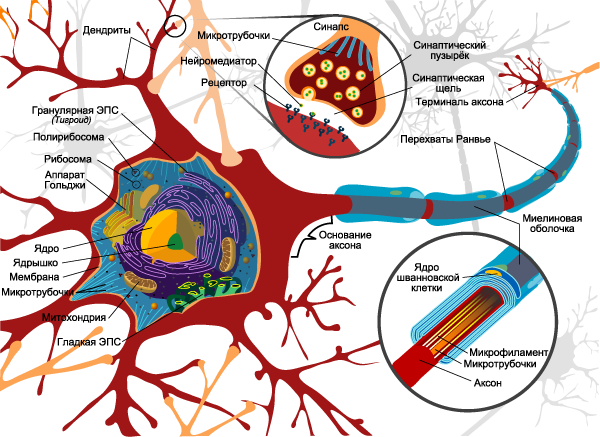 Дендриты
Синапс
Микротрубочки
Нейромедиатор
Рецептор
Синаптический
пузырёк
Синаптическая
щель
Терминаль аксона
Гранулярная ЭПС
(Тигроид)
Полирибосома
Рибосома
Аппарат
Гольджи
Перехваты Ранвье
Миелиновая
оболочка
Основание
аксона
Ядро
Ядрышко
Мембрана
Микротрубочки
Митохондрия
Гладкая ЭПС
Ядро
шванновской
клетки
Микрофиламент
Микротрубочки
Аксон